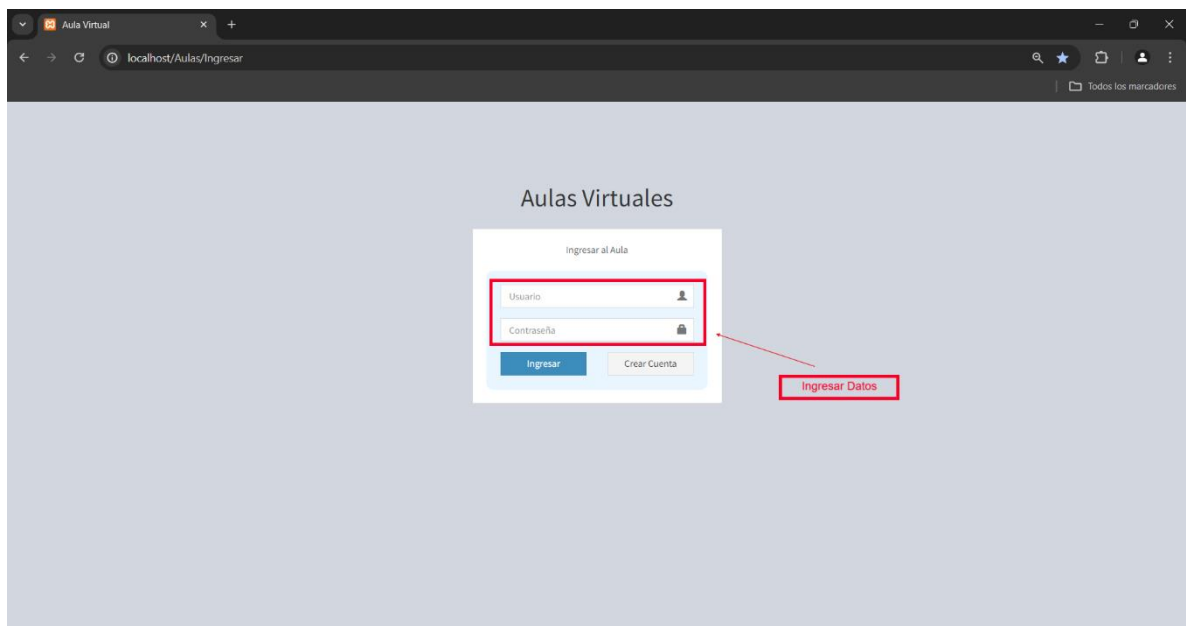 Aula Virtual
localhost/Aulas/Ingresar
Todos los marcadores
Aulas Virtuales
Ingresar al Aula
Usuario
Contraseña
Ingresar
Crear Cuenta
Ingresar Datos